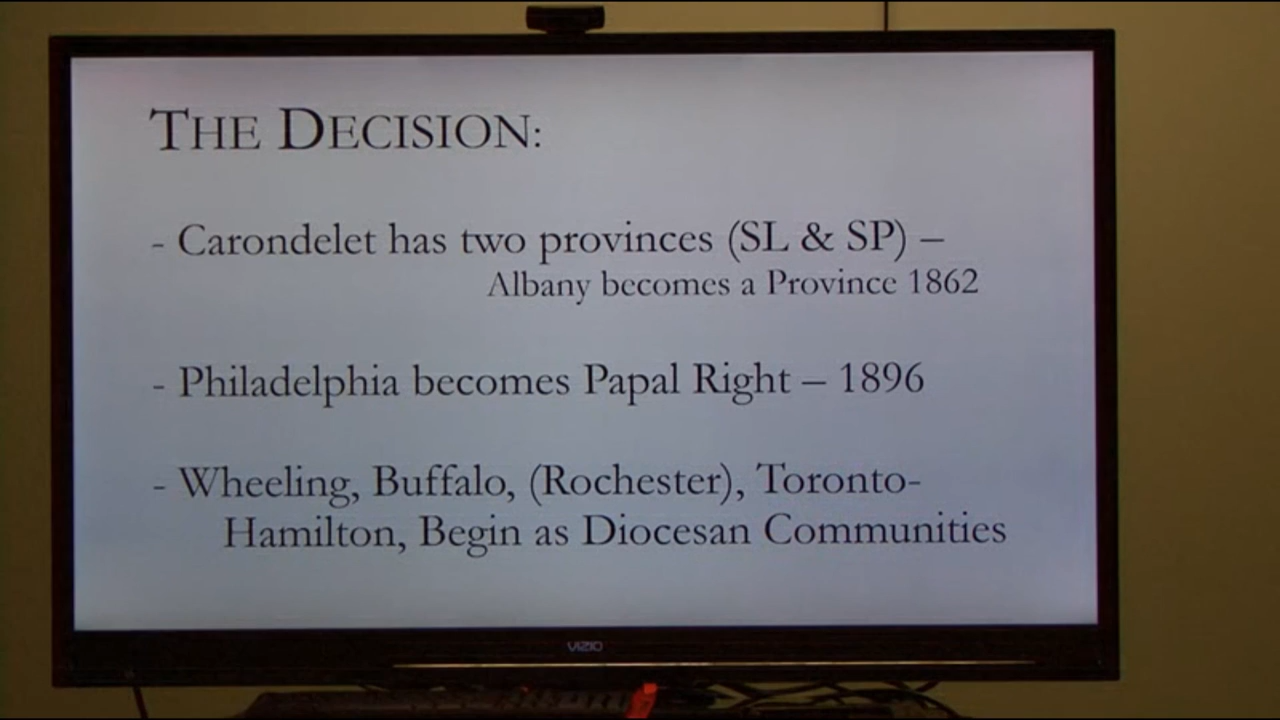 THE DECISION:
- Carondelet has two provinces (SL & SP) –
Albany becomes a Province 1862
- Philadelphia becomes Papal Right – 1896
- Wheeling, Buffalo, (Rochester), Toronto-
Hamilton, Begin as Diocesan Communities
VIZIO